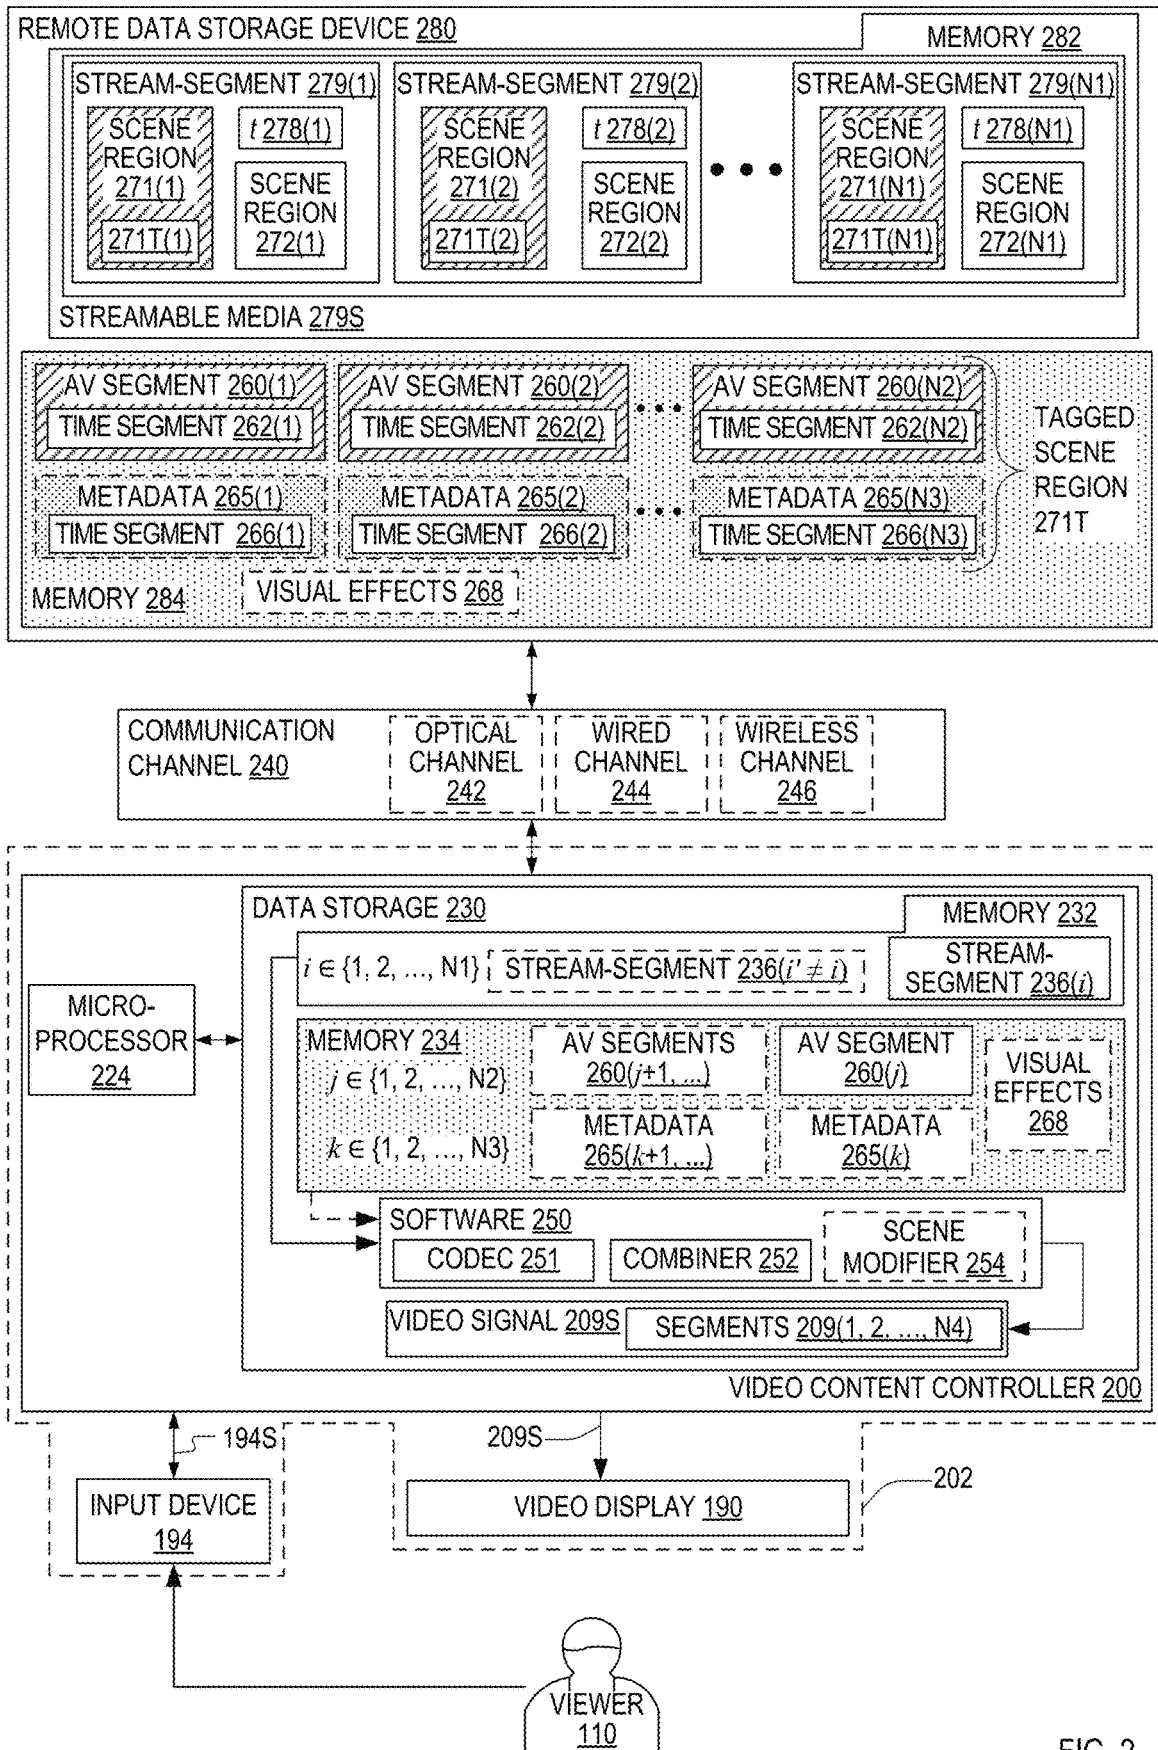 REMOTE DATA STORAGE DEVICE 280
MEMORY 282
STREAM-SEGMENT 279(1)
SCENE
REGION
271(1)
271T(1)
t 278(1)
SCENE
REGION
272(1)
STREAM-SEGMENT 279(2)
SCENE
REGION
271(2)
271T(2)
t 278(2)
SCENE
REGION
272(2)
STREAM-SEGMENT 279(N1)
SCENE
REGION
271(N1)
271T(N1)
t 278(N1)
SCENE
REGION
272(N1)
STREAMABLE MEDIA 279S
AV SEGMENT 260(1)
TIME SEGMENT 262(1)
AV SEGMENT 260(2)
TIME SEGMENT 262(2)
AV SEGMENT 260(N2)
TIME SEGMENT 262(N2)
METADATA 265(1)
TIME SEGMENT 266(1)
METADATA 265(2)
TIME SEGMENT 266(2)
METADATA 265(N3)
TIME SEGMENT 266(N3)
TAGGED
SCENE
REGION
271T
MEMORY 284
VISUAL EFFECTS 268
COMMUNICATION
CHANNEL 240
OPTICAL
CHANNEL
242
WIRED
CHANNEL
244
WIRELESS
CHANNEL
246
DATA STORAGE 230
MEMORY 232
i ∈ {1, 2, ..., N1}
STREAM-SEGMENT 236(i' ≠ i)
STREAM-
SEGMENT 236(i)
MICRO-
PROCESSOR
224
MEMORY 234
j ∈ {1, 2, ..., N2}
k ∈ {1, 2, ..., N3}
AV SEGMENTS
260(j+1, ...)
AV SEGMENT
260(j)
METADATA
265(k+1, ...)
METADATA
265(k)
VISUAL
EFFECTS
268
SOFTWARE 250
CODEC 251
COMBINER 252
SCENE
MODIFIER 254
VIDEO SIGNAL 209S
SEGMENTS 209(1, 2, ..., N4)
VIDEO CONTENT CONTROLLER 200
194S
209S
202
INPUT DEVICE
194
VIDEO DISPLAY 190
VIEWER
110
FIG. 2